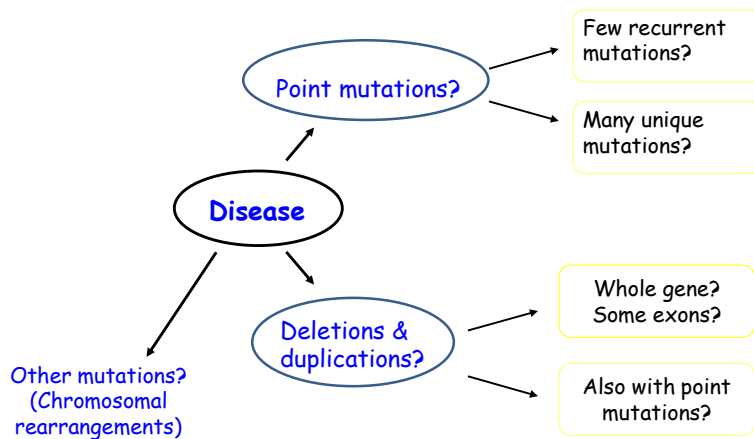 Few recurrent
mutations?
Point mutations?
Many unique
mutations?
Disease
Whole gene?
Some exons?
Deletions &
duplications?
Other mutations?
(Chromosomal
rearrangements)
Also with point
mutations?